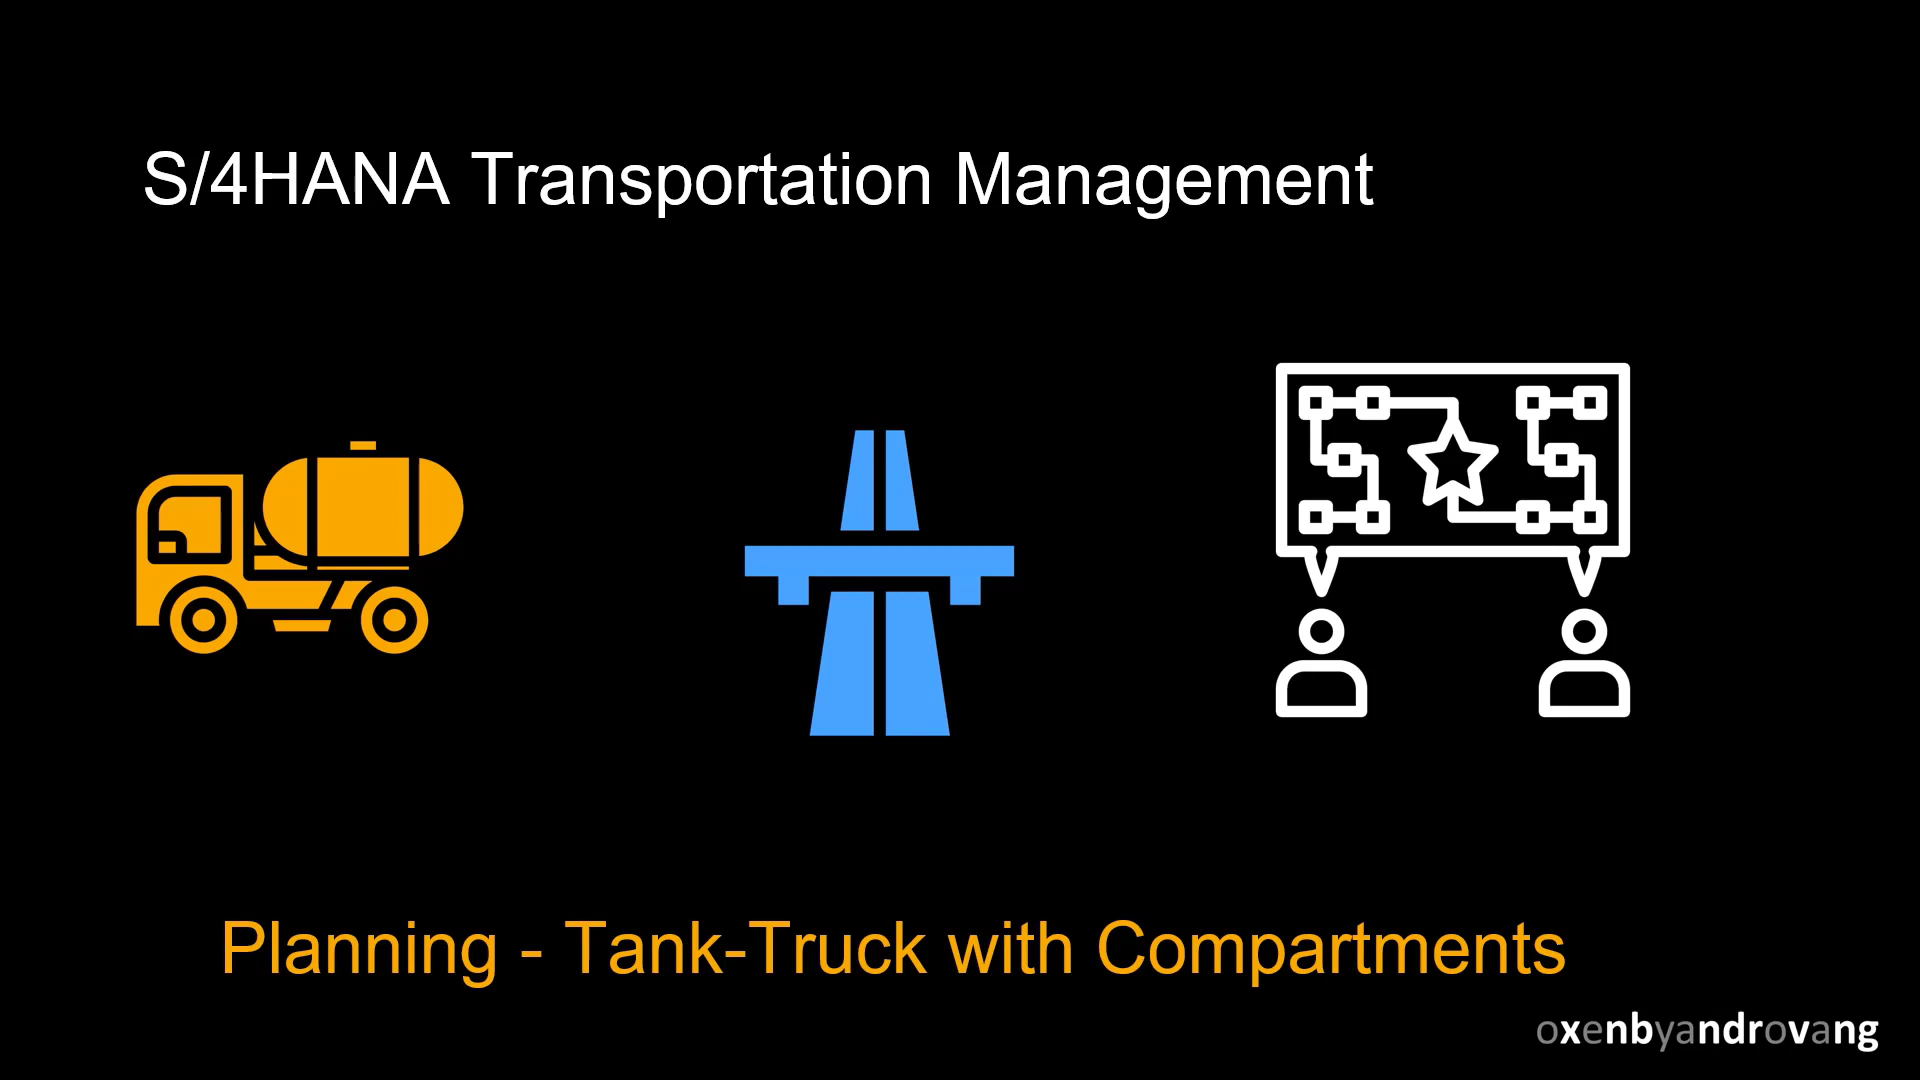 S/4HANA Transportation Management
Planning - Tank-Truck with Compartments
oxenbyandrovang